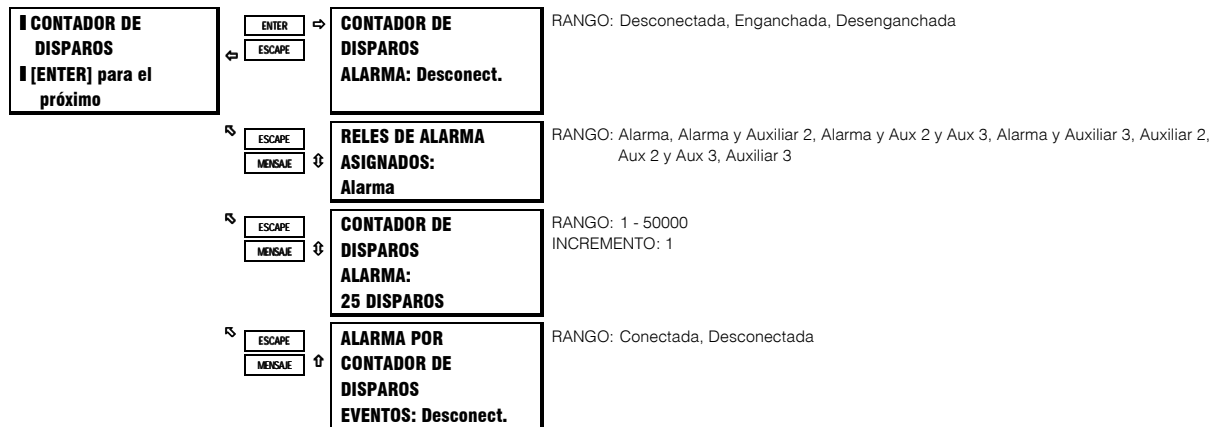 CONTADOR DE
DISPAROS
[ENTER] para el
próximo
ENTER
ESCAPE
CONTADOR DE
DISPAROS
ALARMA: Desconect.
RANGO: Desconectada, Enganchada, Desenganchada
ESCAPE
MENSAJE
RELES DE ALARMA
ASIGNADOS:
Alarma
RANGO: Alarma, Alarma y Auxiliar 2, Alarma y Aux 2 y Aux 3, Alarma y Auxiliar 3, Auxiliar 2,
Aux 2 y Aux 3, Auxiliar 3
ESCAPE
MENSAJE
CONTADOR DE
DISPAROS
ALARMA:
25 DISPAROS
RANGO: 1 - 50000
INCREMENTO: 1
ESCAPE
MENSAJE
ALARMA POR
CONTADOR DE
DISPAROS
EVENTOS: Desconect.
RANGO: Conectada, Desconectada